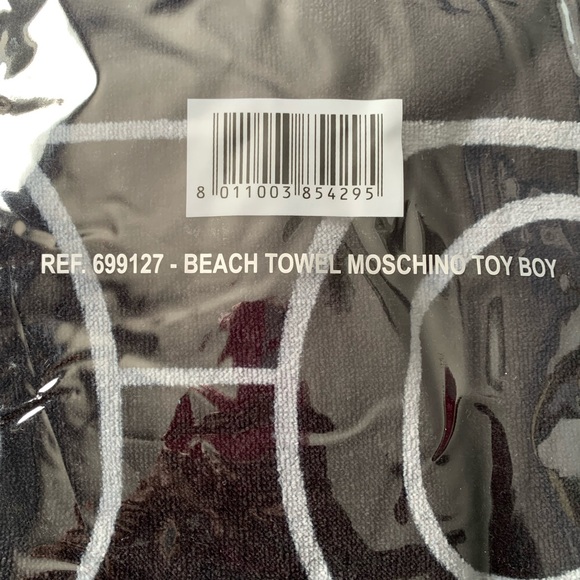 8 011003 854295
REF. 699127 - BEACH TOWEL MOSCHINO TOY BOY